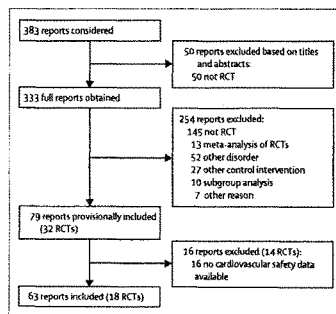 383 reports considered
50 reports excluded based on titles
and abstracts:
50 not RCT
333 full reports obtained
254 reports excluded:
145 not RCT
13 meta-analysis of RCTs
52 other disorder
27 other control intervention
10 subgroup analysis
7 other reason
79 reports provisionally included
(32 RCTs)
16 reports excluded (14 RCTs):
16 no cardiovascular safety data
available
63 reports included (18 RCTs)